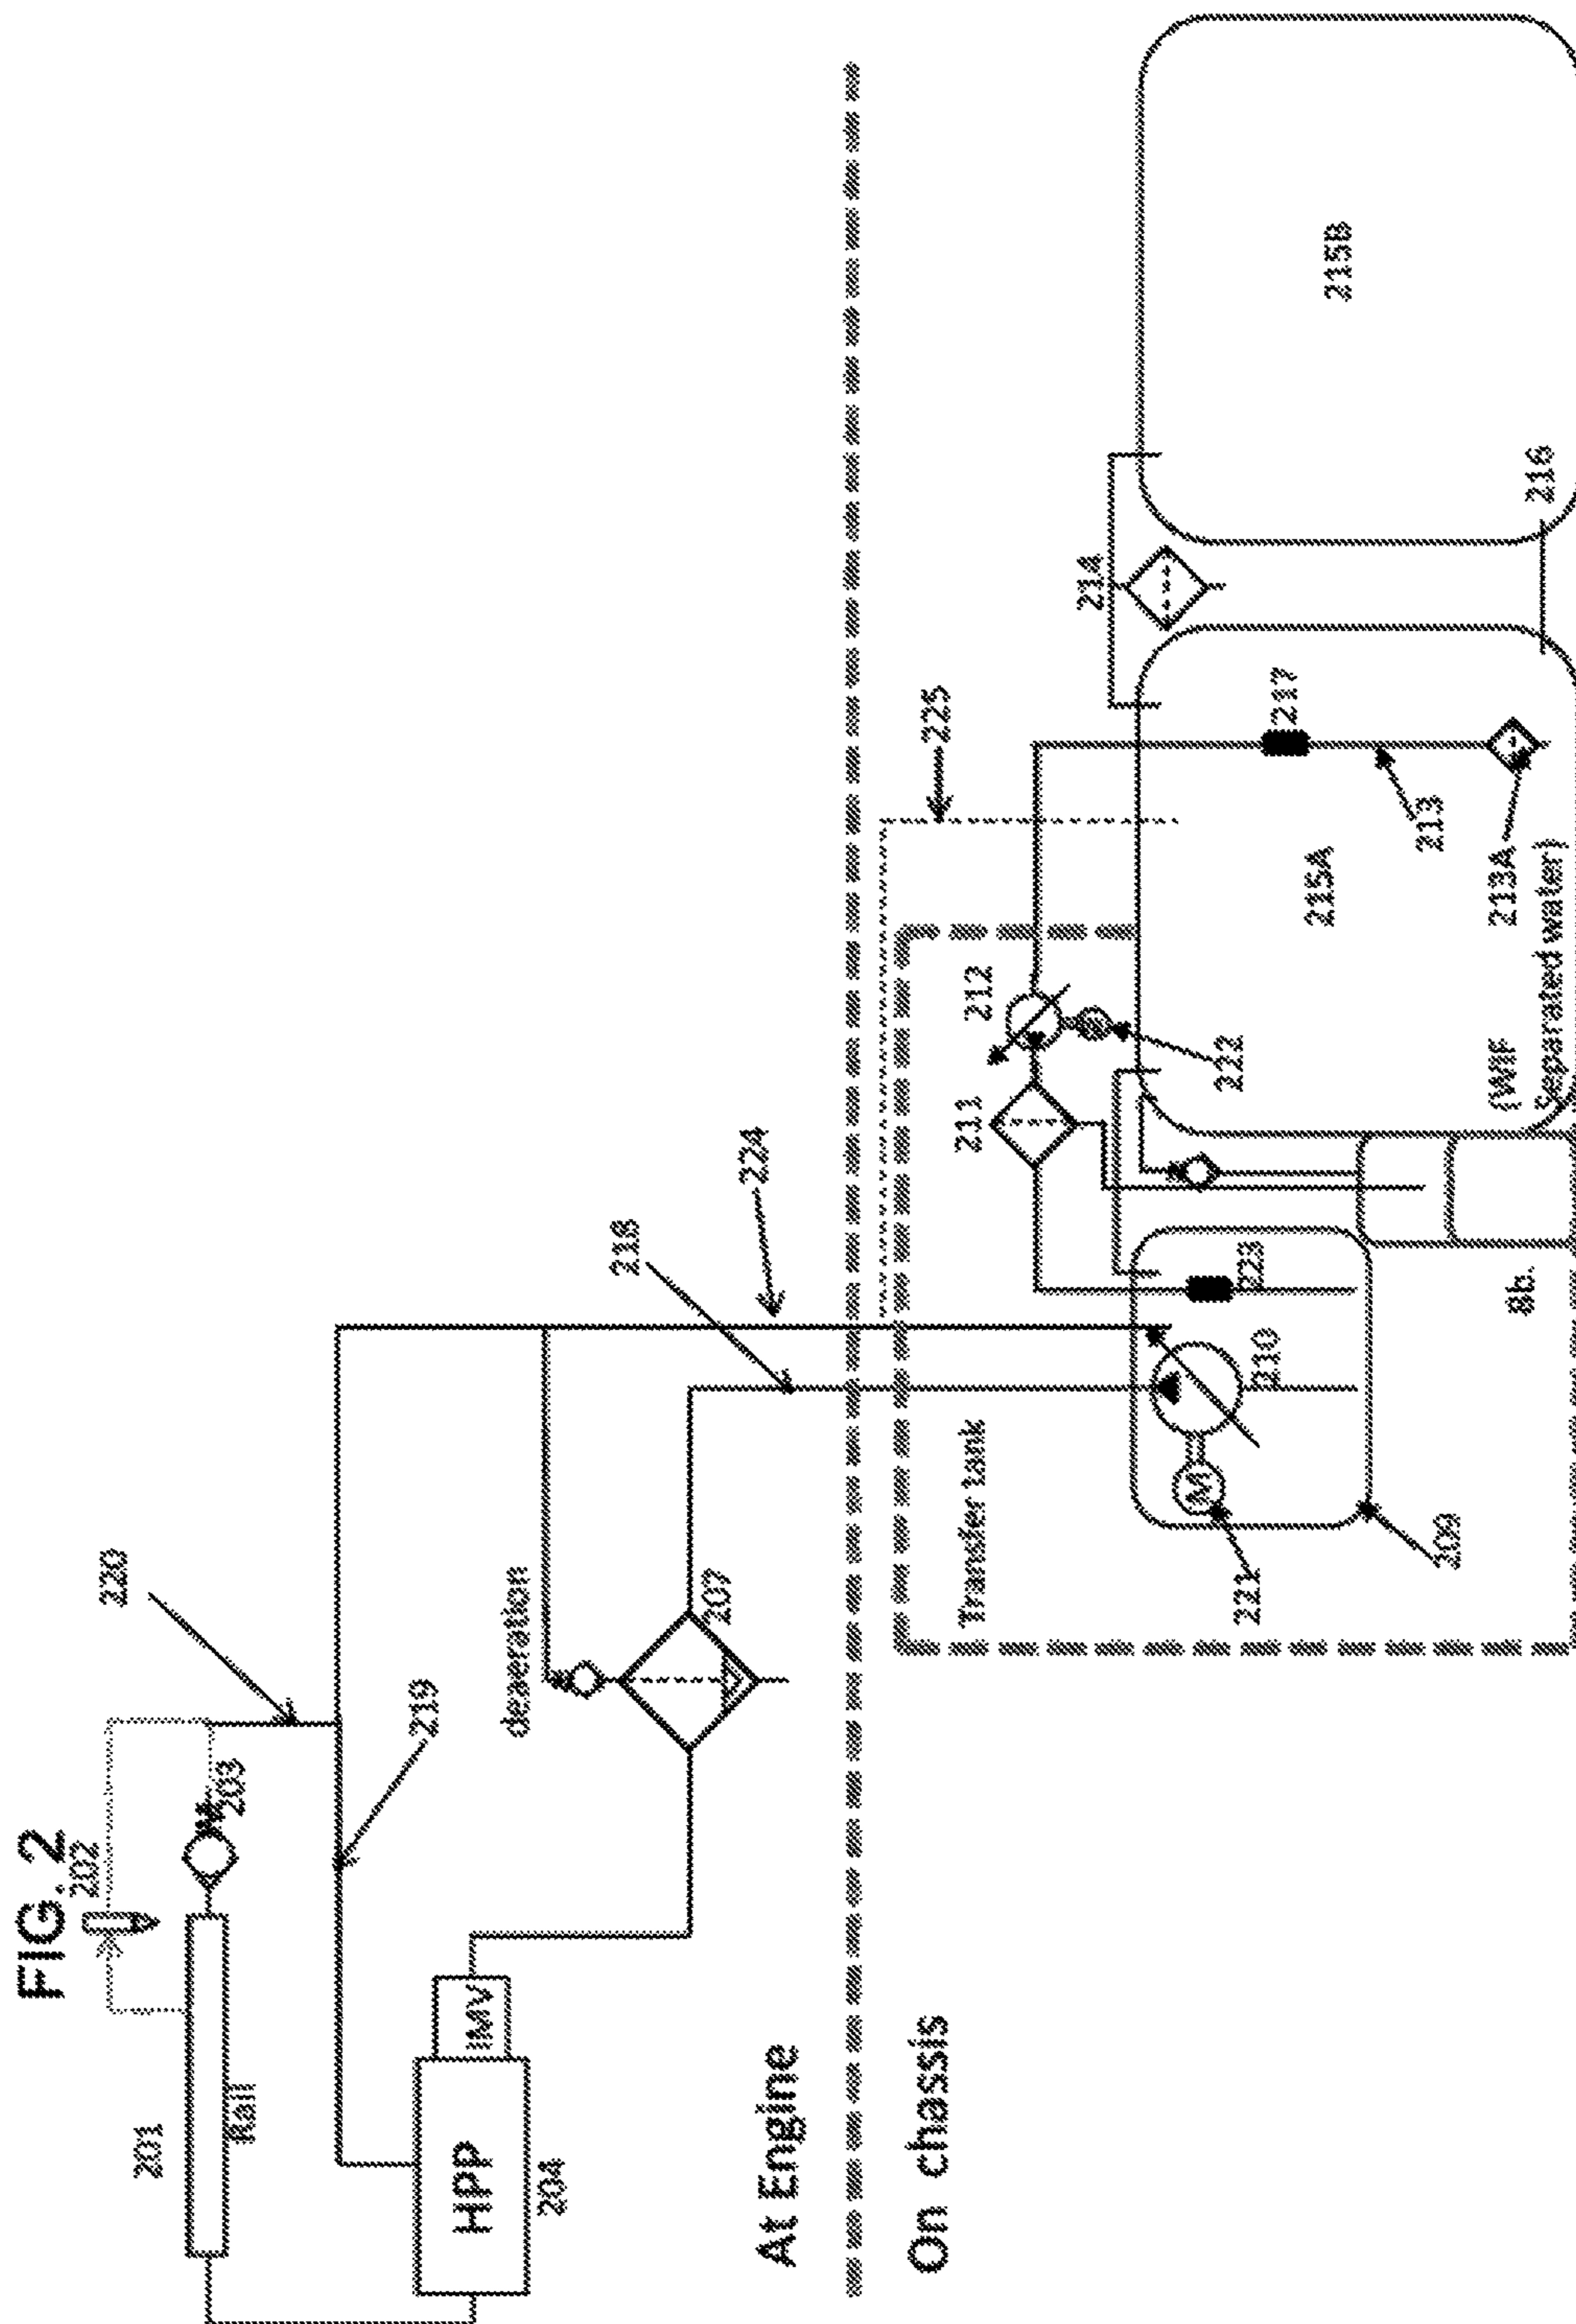 FIG. 2
202
203
220
201
Rail
219
HPP
204
IMV
deaeration
207
At Engine
218
224
On chassis
225
Transfer tank
211
212
214
221
209
210
223
222
217
215A
213
213A
215B
216
8b.
(WIF
Separated water)